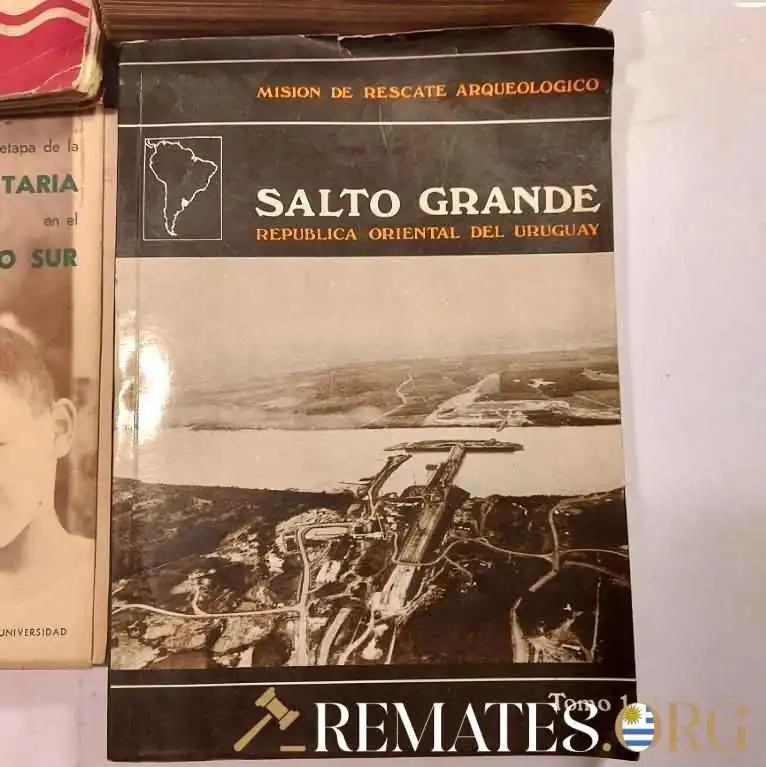 MISION DE RESCATE ARQUEOLOGICO
SALTO GRANDE
REPUBLICA ORIENTAL DEL URUGUAY
Tomo 1
etapa de la
TARIA
en el
O SUR
UNIVERSIDAD
REMATES.ORG